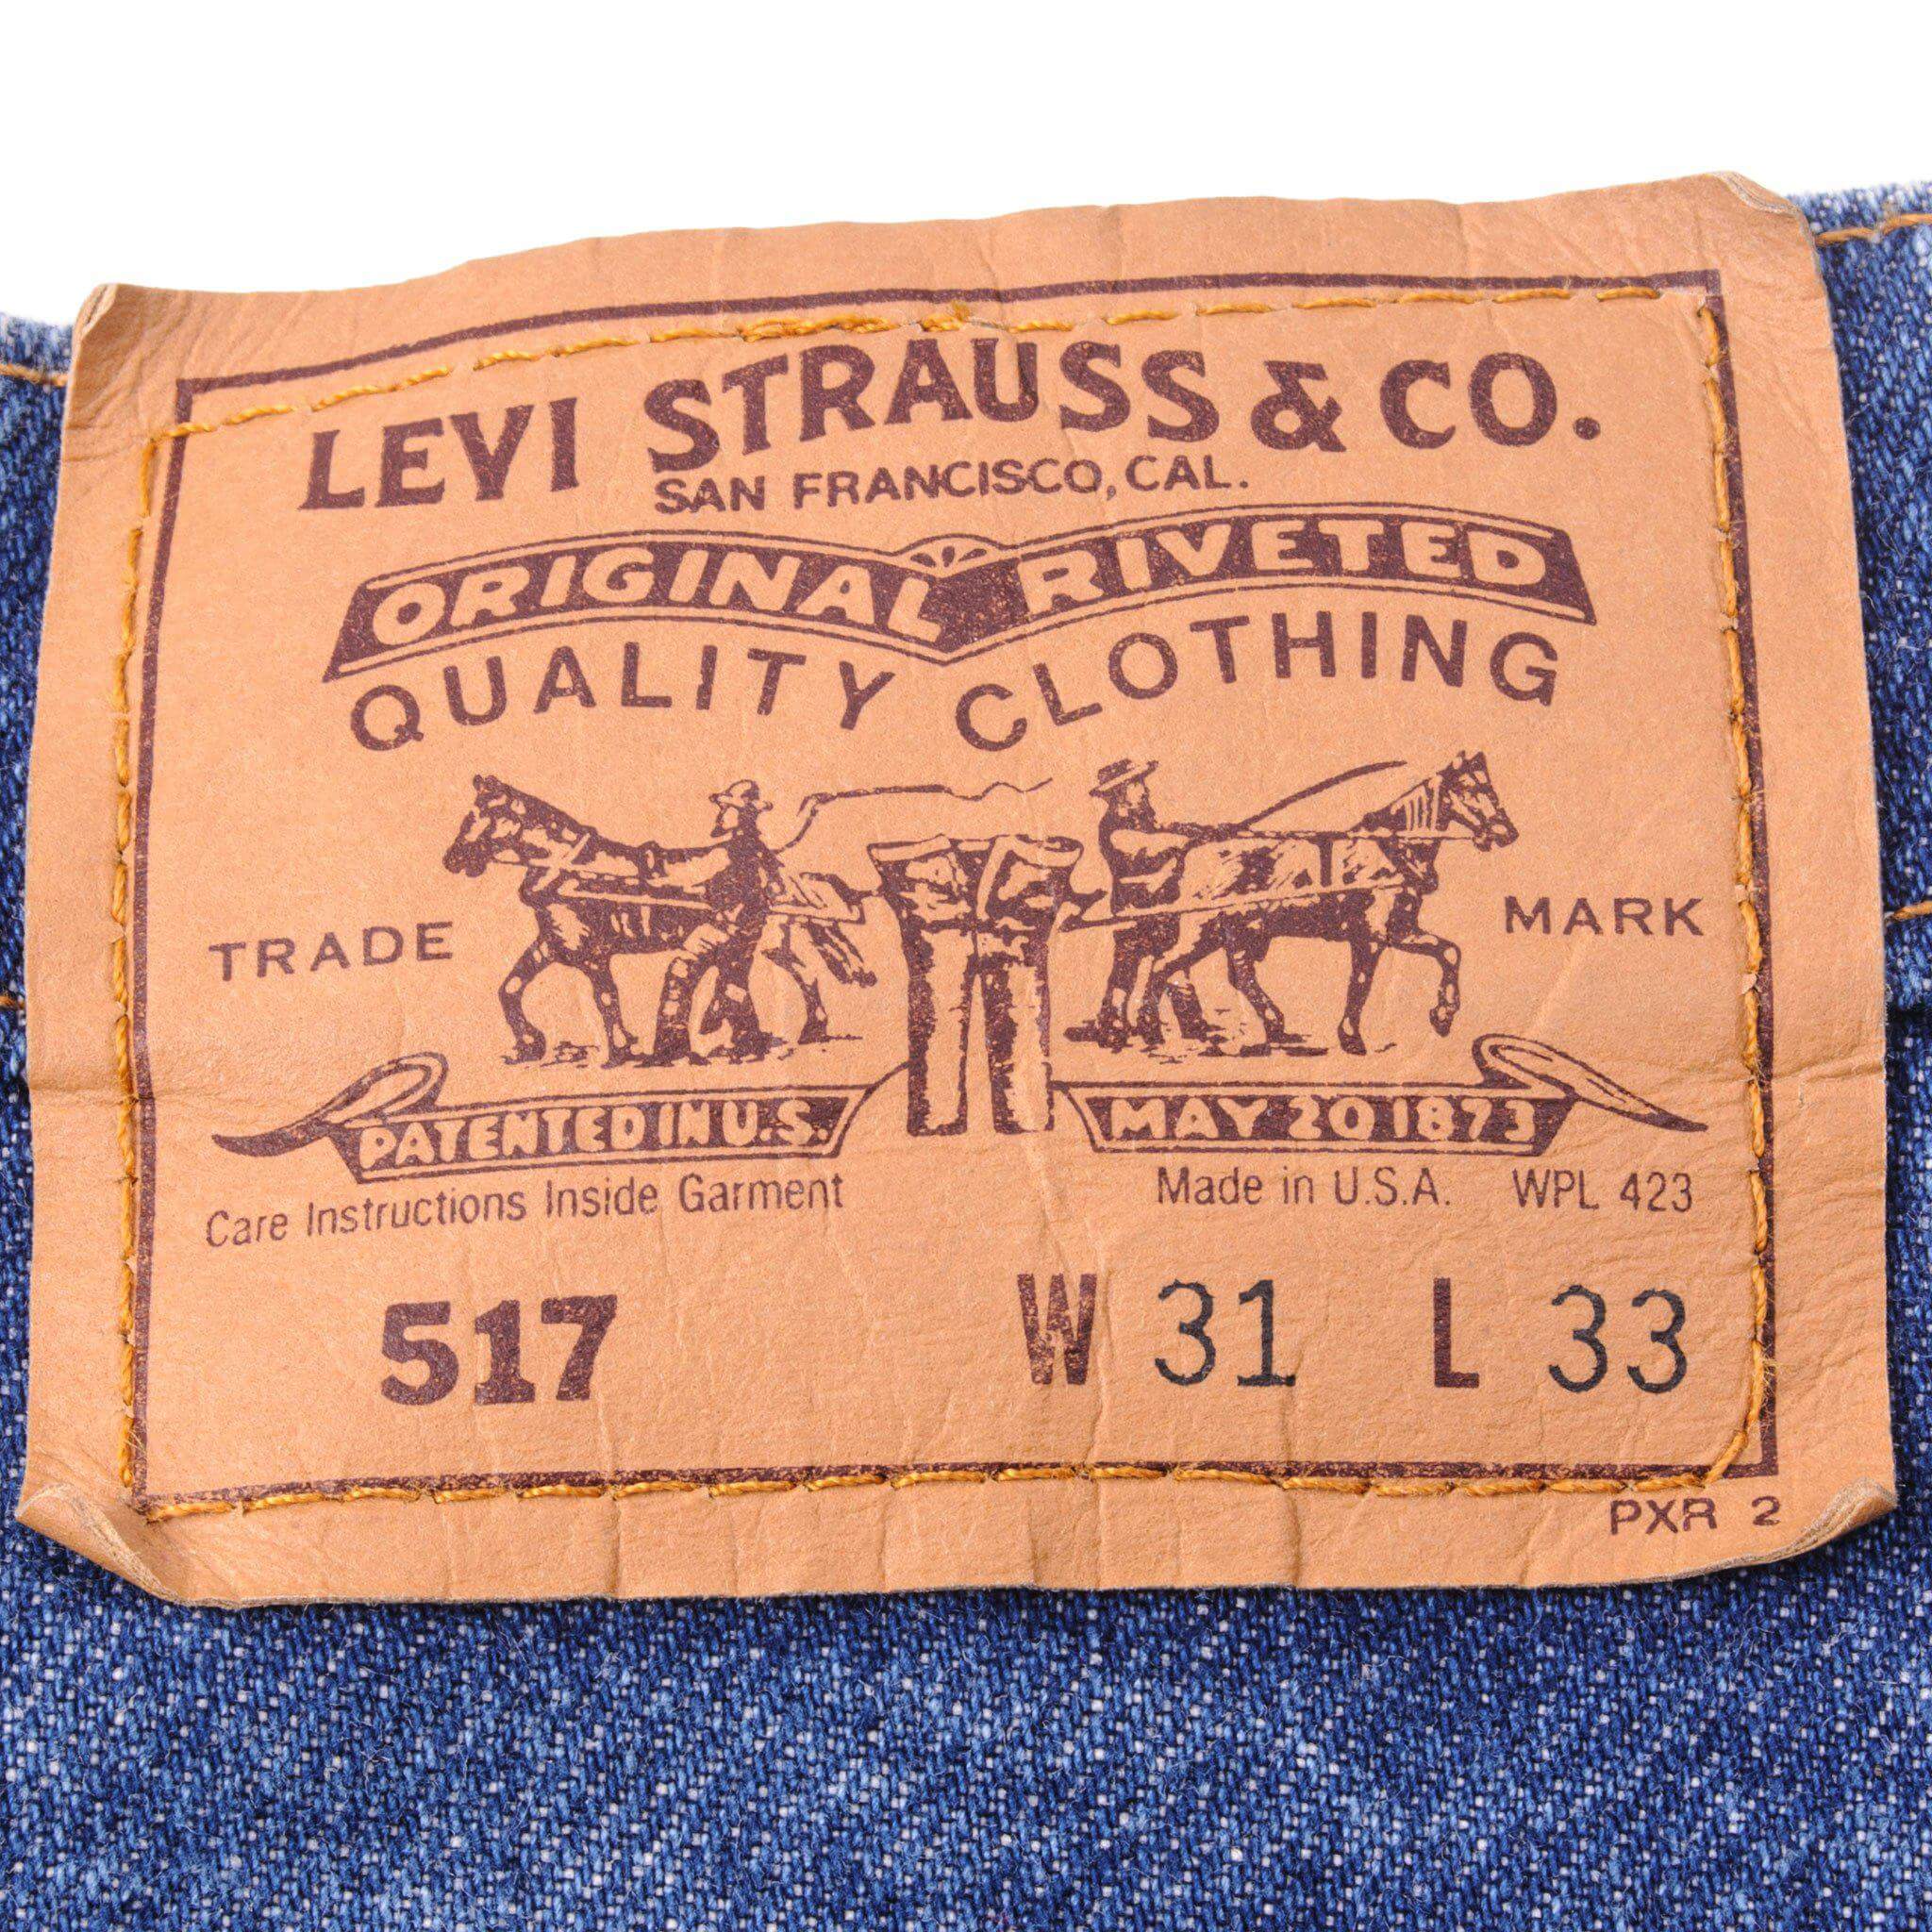 LEVI STRAUSS & CO.
SAN FRANCISCO, CAL.
ORIGINAL RIVETED
QUALITY CLOTHING
TRADE MARK
PATENTED IN U.S. MAY 20 1873
Care Instructions Inside Garment Made in U.S.A. WPL 423
517 W 31 L 33
PXR 2